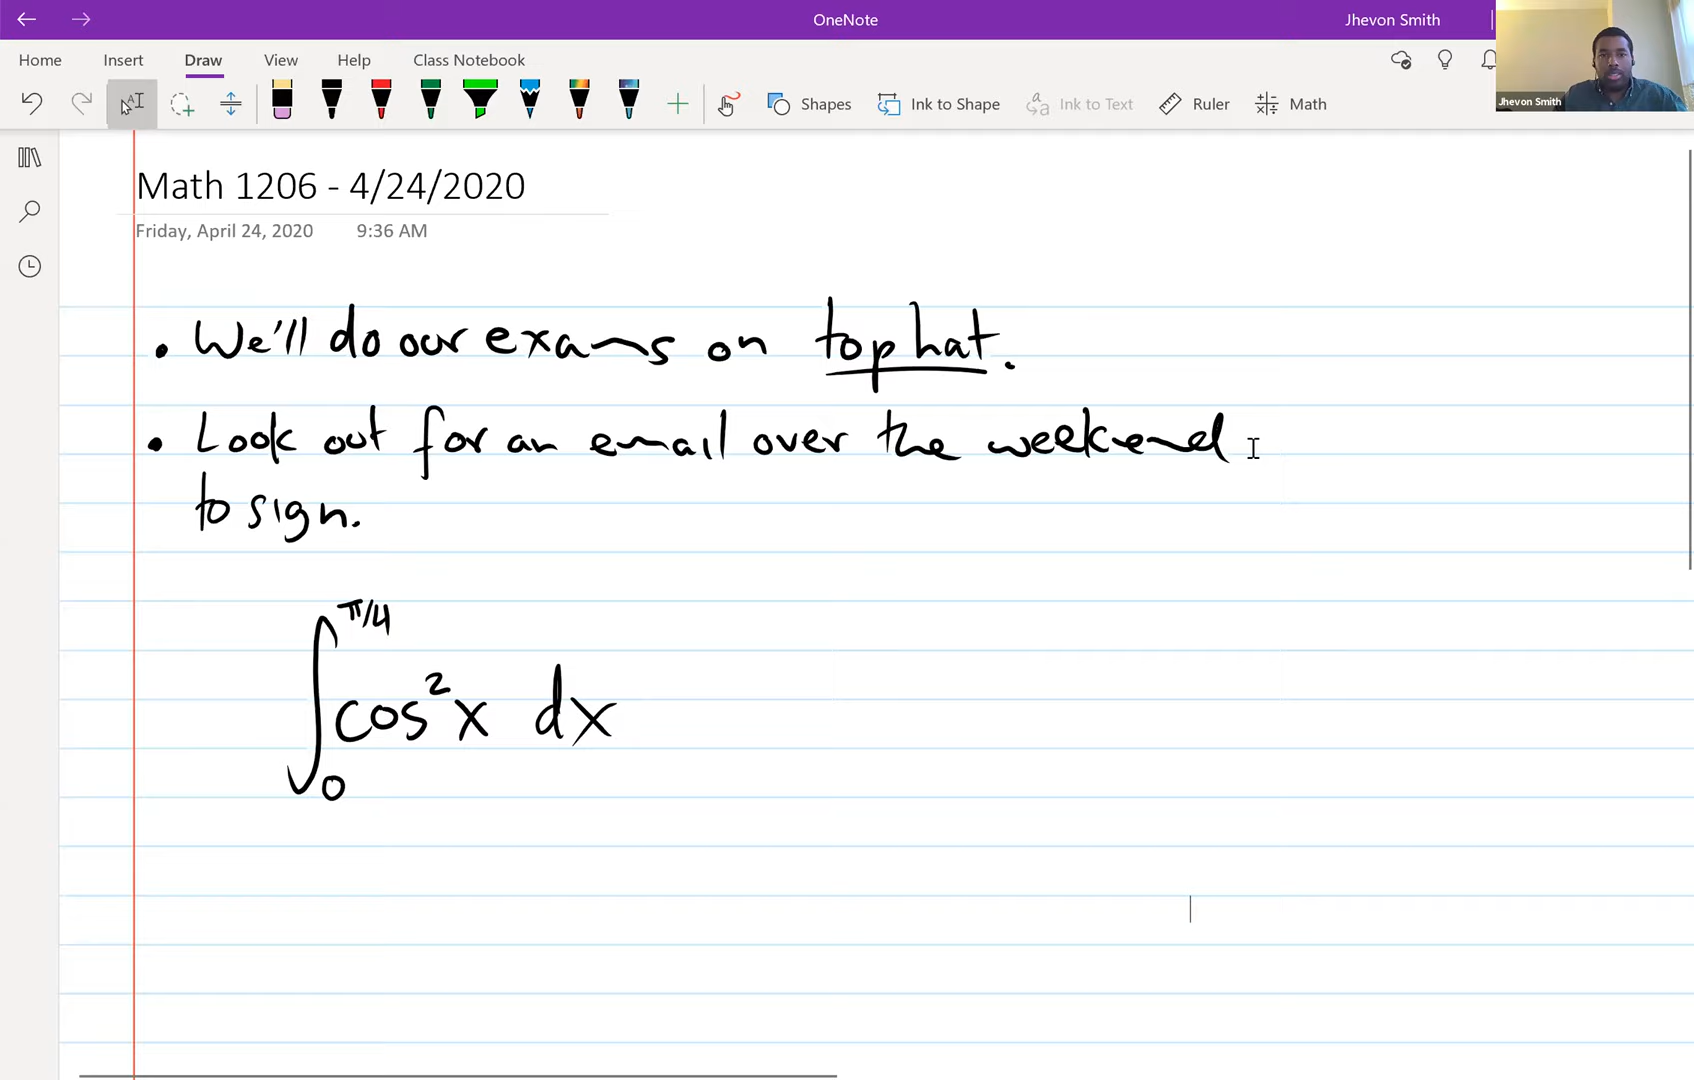 OneNote
Jhevon Smith
Home Insert Draw View Help Class Notebook
Shapes Ink to Shape Ink to Text Ruler Math
Jhevon Smith
Math 1206 - 4/24/2020
Friday, April 24, 2020 9:36 AM
• We'll do our exams on tophat.
• Look out for an email over the weekend
to sign.
∫₀^π/4 cos²x dx